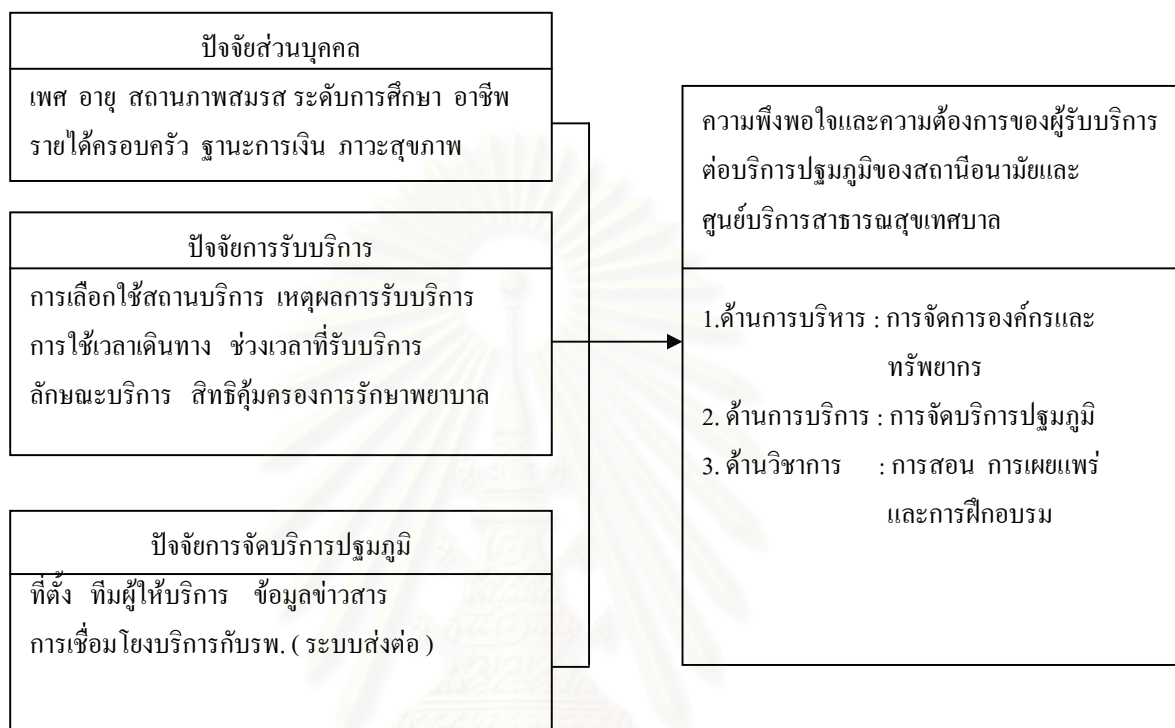 ปัจจัยส่วนบุคคล
เพศ อายุ สถานภาพสมรส ระดับการศึกษา อาชีพ
รายได้ครอบครัว ฐานะการเงิน ภาวะสุขภาพ
ปัจจัยการรับบริการ
การเลือกใช้สถานบริการ เหตุผลการรับบริการ
การใช้เวลาเดินทาง ช่วงเวลาที่รับบริการ
ลักษณะบริการ สิทธิคุ้มครองการรักษาพยาบาล
ปัจจัยการจัดบริการปฐมภูมิ
ที่ตั้ง ทีมผู้ให้บริการ ข้อมูลข่าวสาร
การเชื่อมโยงบริการกับรพ. ( ระบบส่งต่อ )
ความพึงพอใจและความต้องการของผู้รับบริการ
ต่อบริการปฐมภูมิของสถานีอนามัยและ
ศูนย์บริการสาธารณสุขเทศบาล
1.ด้านการบริหาร : การจัดการองค์กรและ
ทรัพยากร
2. ด้านการบริการ : การจัดบริการปฐมภูมิ
3. ด้านวิชาการ : การสอน การเผยแพร่
และการฝึกอบรม